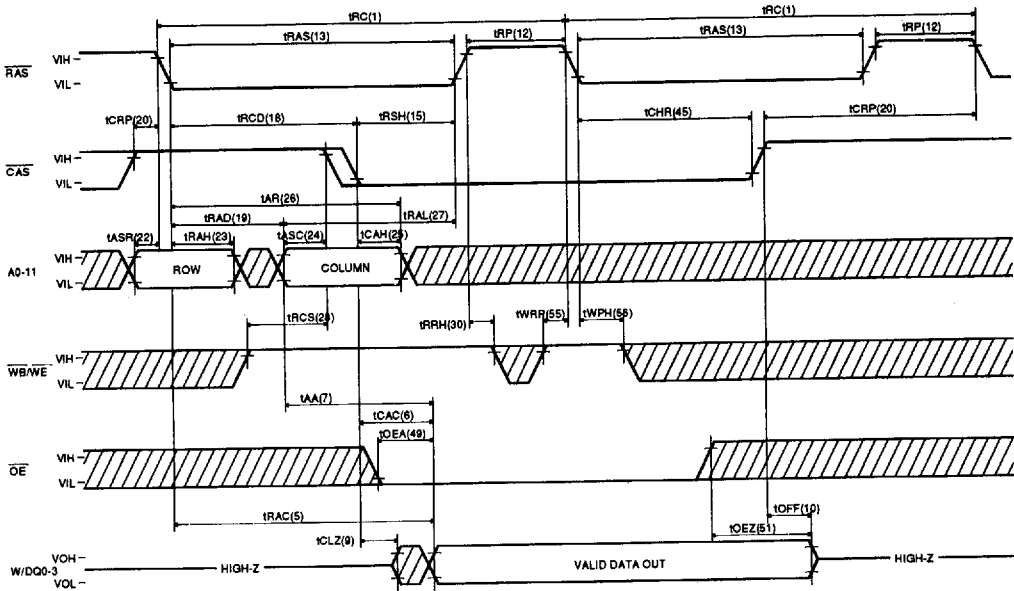 tRC(1) tRC(1)
tRAS(13) tRP(12) tRAS(13) tRP(12)
RAS VIH
VIL
tCRP(20) tRCD(18) tRSH(15) tCHR(45) tCRP(20)
CAS VIH
VIL
tAR(26)
tRAD(19) tRAL(27)
tASR(22) tRAH(23) tASC(24) tCAH(25)
A0-11 VIH
VIL
ROW COLUMN
tRCS(28) tRRH(30) tWRP(55) tWPH(56)
WB/WE VIH
VIL
tAA(7)
tCAC(6)
tOEA(49)
OE VIH
VIL
tRAC(5) tOFF(10)
tCLZ(9) tOEZ(51)
W/DQ0-3 VOH
VOL
HIGH-Z VALID DATA OUT HIGH-Z